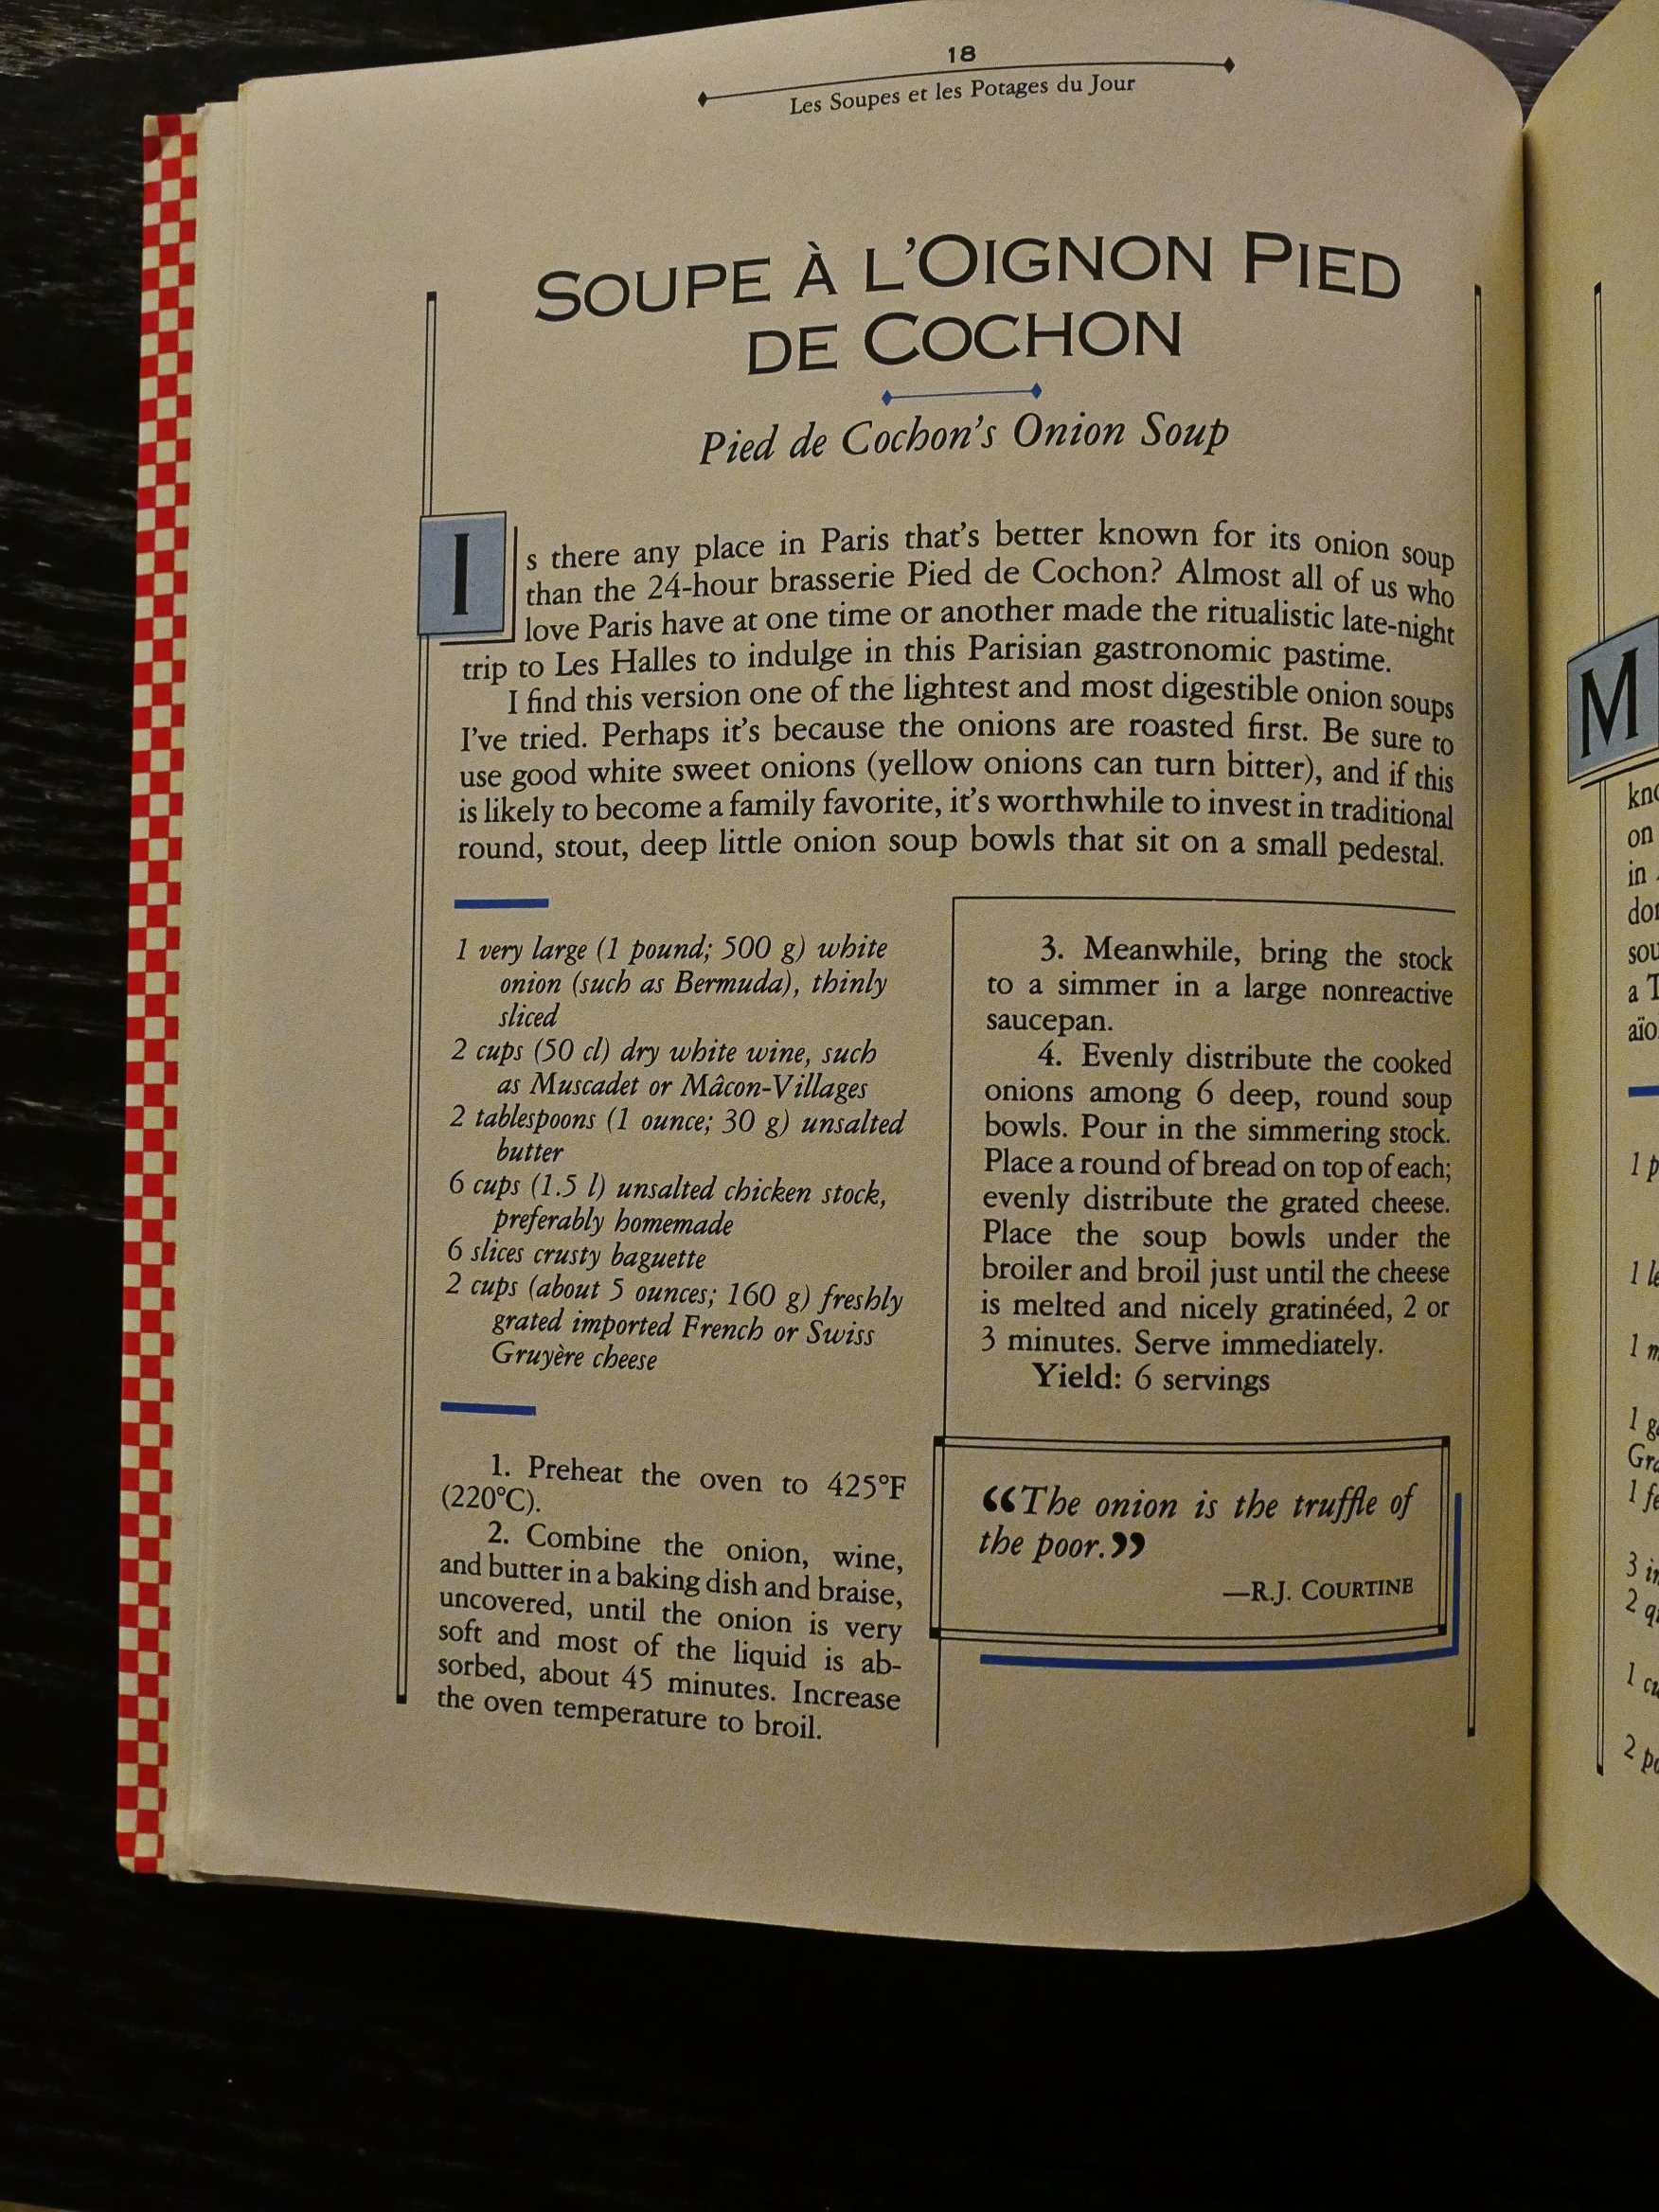 18
Les Soupes et les Potages du Jour
SOUPE À L'OIGNON PIED
DE COCHON
Pied de Cochon's Onion Soup
Is there any place in Paris that's better known for its onion soup
than the 24-hour brasserie Pied de Cochon? Almost all of us who
love Paris have at one time or another made the ritualistic late-night
trip to Les Halles to indulge in this Parisian gastronomic pastime.
I find this version one of the lightest and most digestible onion soups
I've tried. Perhaps it's because the onions are roasted first. Be sure to
use good white sweet onions (yellow onions can turn bitter), and if this
is likely to become a family favorite, it's worthwhile to invest in traditional
round, stout, deep little onion soup bowls that sit on a small pedestal.
1 very large (1 pound; 500 g) white
onion (such as Bermuda), thinly
sliced
2 cups (50 cl) dry white wine, such
as Muscadet or Mâcon-Villages
2 tablespoons (1 ounce; 30 g) unsalted
butter
6 cups (1.5 l) unsalted chicken stock,
preferably homemade
6 slices crusty baguette
2 cups (about 5 ounces; 160 g) freshly
grated imported French or Swiss
Gruyère cheese
1. Preheat the oven to 425°F
(220°C).
2. Combine the onion, wine,
and butter in a baking dish and braise,
uncovered, until the onion is very
soft and most of the liquid is ab-
sorbed, about 45 minutes. Increase
the oven temperature to broil.
3. Meanwhile, bring the stock
to a simmer in a large nonreactive
saucepan.
4. Evenly distribute the cooked
onions among 6 deep, round soup
bowls. Pour in the simmering stock.
Place a round of bread on top of each;
evenly distribute the grated cheese.
Place the soup bowls under the
broiler and broil just until the cheese
is melted and nicely gratinéed, 2 or
3 minutes. Serve immediately.
Yield: 6 servings
“The onion is the truffle of
the poor.”
—R.J. COURTINE
M
on
in
a
1
1
1
1
3
2
1
2